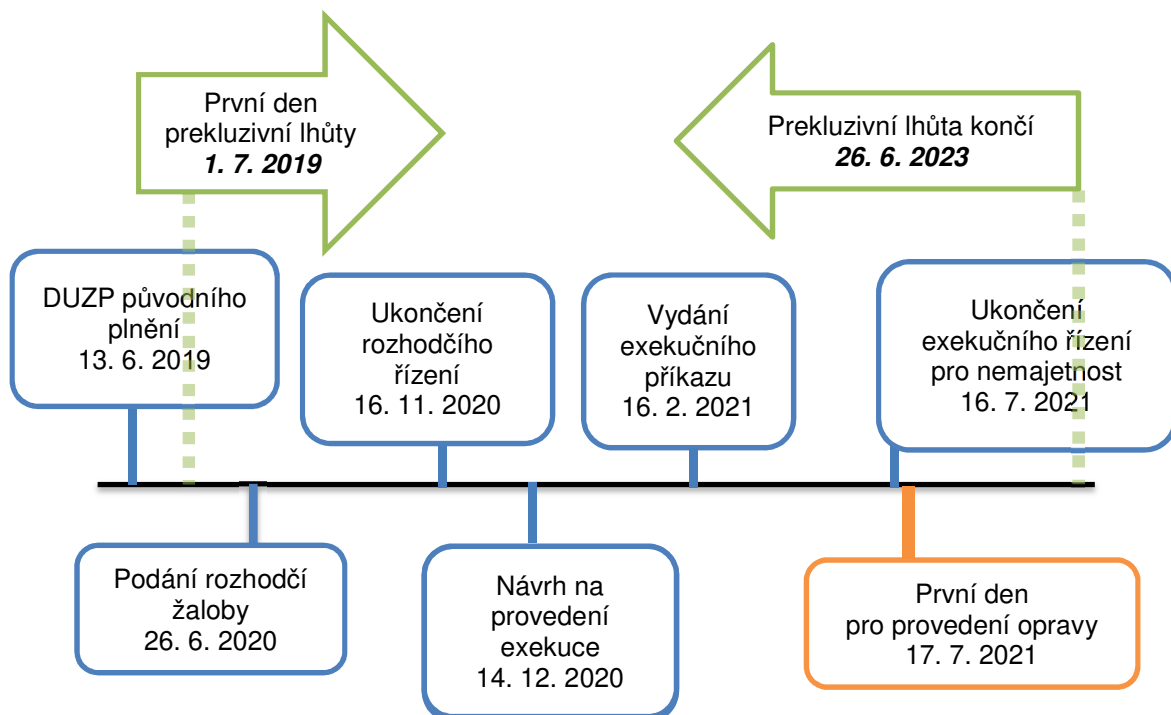 První den
prekluzivní lhůty
1. 7. 2019
Prekluzivní lhůta končí
26. 6. 2023
DUZP původního
plnění
13. 6. 2019
Ukončení
rozhodčího
řízení
16. 11. 2020
Vydání
exekučního
příkazu
16. 2. 2021
Ukončení
exekučního řízení
pro nemajetnost
16. 7. 2021
Podání rozhodčí
žaloby
26. 6. 2020
Návrh na
provedení
exekuce
14. 12. 2020
První den
pro provedení opravy
17. 7. 2021